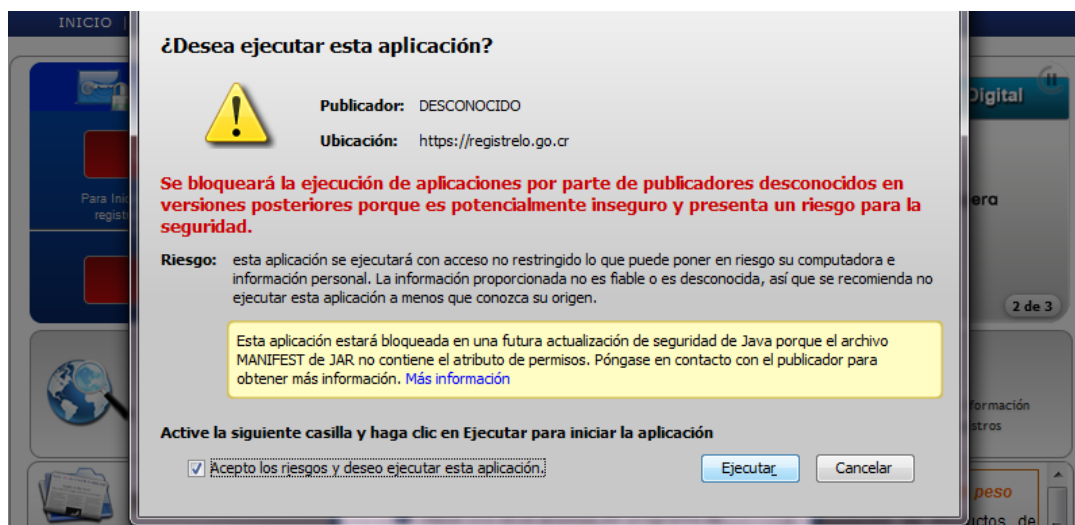 INICIO |
¿Desea ejecutar esta aplicación?
Publicador: DESCONOCIDO
Digital
Ubicación: https://registrelo.go.cr
Se bloqueará la ejecución de aplicaciones por parte de publicadores desconocidos en
versiones posteriores porque es potencialmente inseguro y presenta un riesgo para la
seguridad.
Para Inic
regist
era
Riesgo: esta aplicación se ejecutará con acceso no restringido lo que puede poner en riesgo su computadora e
información personal. La información proporcionada no es fiable o es desconocida, así que se recomienda no
ejecutar esta aplicación a menos que conozca su origen.
2 de 3
Esta aplicación estará bloqueada en una futura actualización de seguridad de Java porque el archivo
MANIFEST de JAR no contiene el atributo de permisos. Póngase en contacto con el publicador para
obtener más información. Más información
formación
stros
Active la siguiente casilla y haga clic en Ejecutar para iniciar la aplicación
Acepto los riesgos y deseo ejecutar esta aplicación.
Ejecutar
Cancelar
peso
uctos de